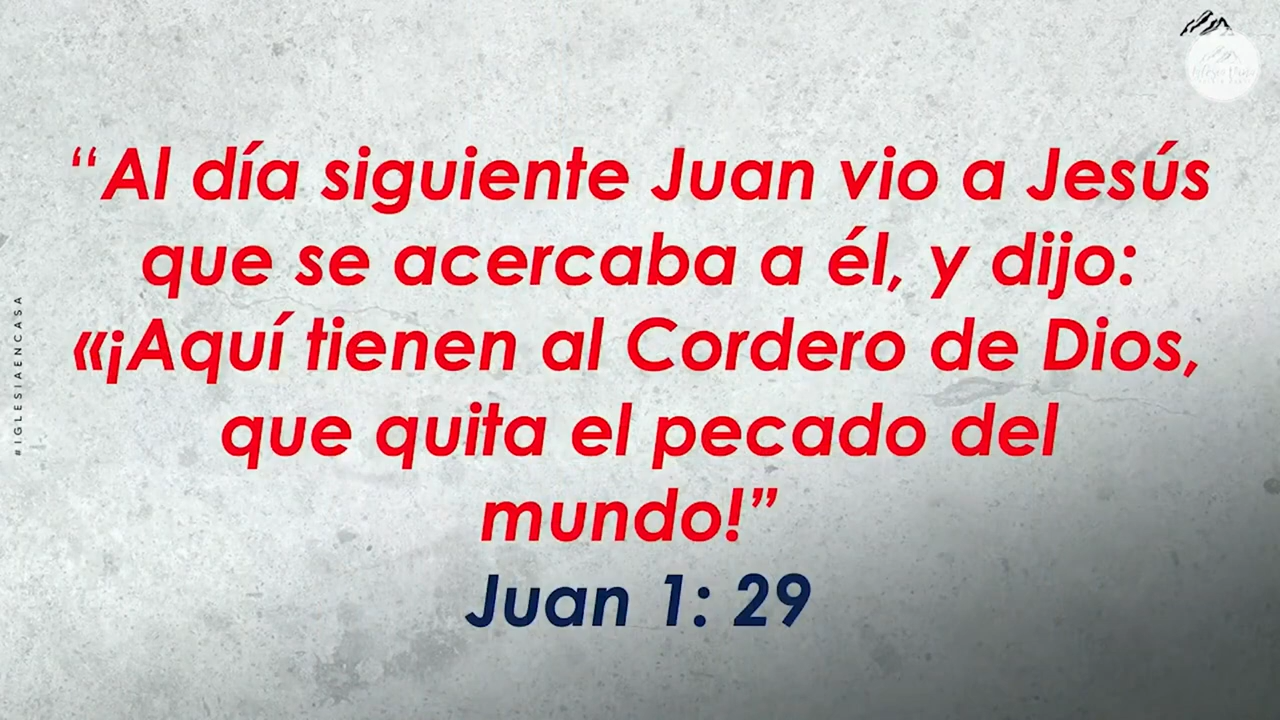 “Al día siguiente Juan vio a Jesús
que se acercaba a él, y dijo:
«¡Aquí tienen al Cordero de Dios,
que quita el pecado del
mundo!”
Juan 1: 29
#IGLESIAENCASA